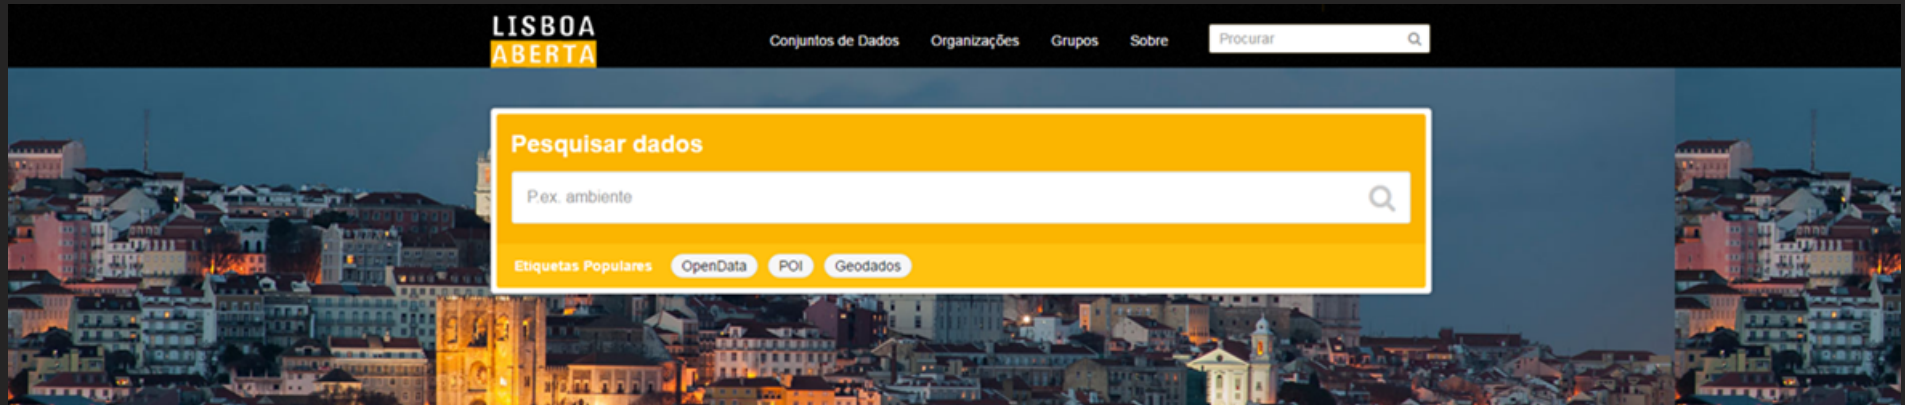 LISBOA
ABERTA
Conjuntos de Dados Organizações Grupos Sobre Procurar
Pesquisar dados
P.ex. ambiente
Etiquetas Populares OpenData POI Geodados